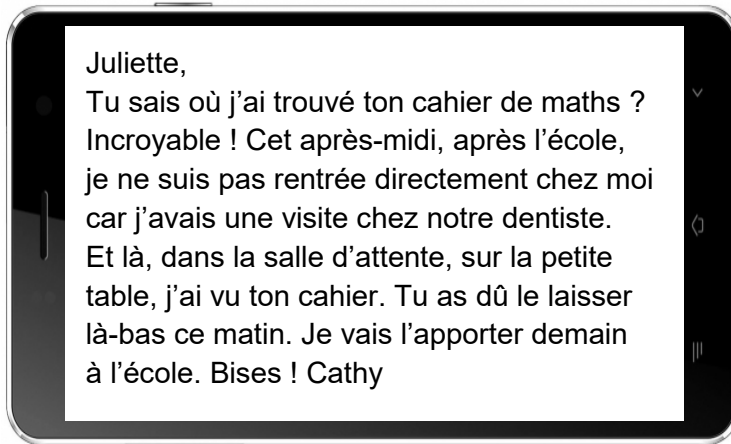 Juliette,
Tu sais où j’ai trouvé ton cahier de maths ?
Incroyable ! Cet après-midi, après l’école,
je ne suis pas rentrée directement chez moi
car j’avais une visite chez notre dentiste.
Et là, dans la salle d’attente, sur la petite
table, j’ai vu ton cahier. Tu as dû le laisser
là-bas ce matin. Je vais l’apporter demain
à l’école. Bises ! Cathy